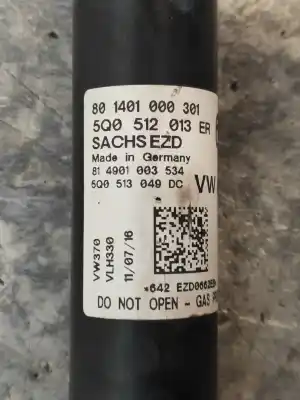 80 1401 000 301
5Q0 512 013 ER
SACHS EZD
Made in Germany
81 4901 003 534
5Q0 513 049 DC
VW
VW370
VLH330
11/07/16
DO NOT OPEN - GAS